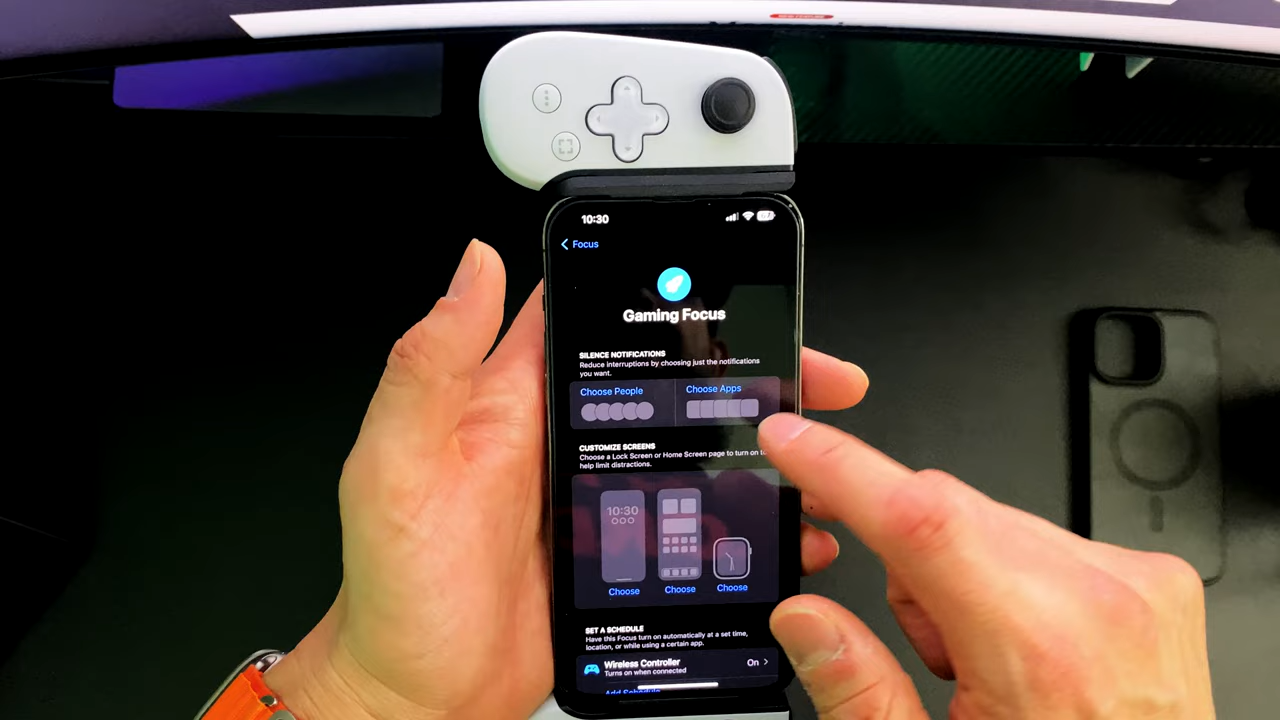 10:30
Focus
Gaming Focus
SILENCE NOTIFICATIONS
Reduce interruptions by choosing just the notifications
you want.
Choose People
Choose Apps
CUSTOMIZE SCREENS
Choose a Lock Screen or Home Screen page to turn on to
help limit distractions.
10:30
Choose
Choose
Choose
SET A SCHEDULE
Have this Focus turn on automatically at a set time,
location, or while using a certain app.
Wireless Controller
On
Turns on when connected
Add Schedule